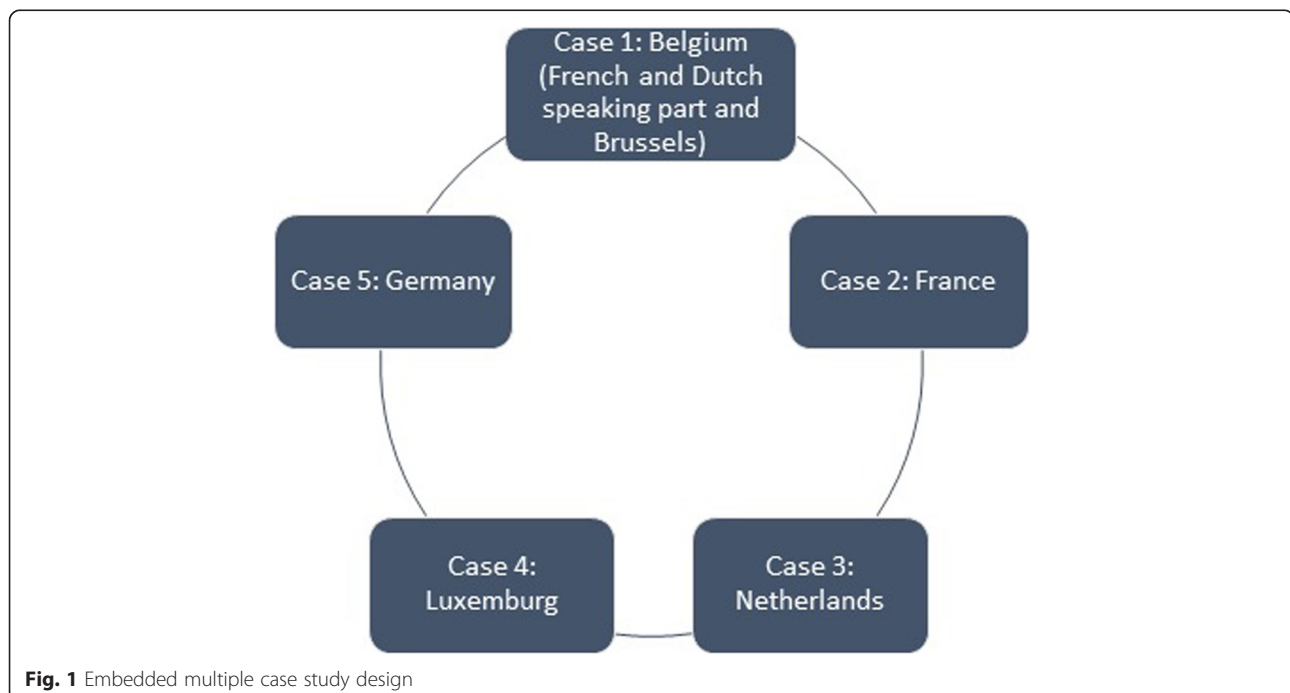 Case 1: Belgium
(French and Dutch
speaking part and
Brussels)
Case 2: France
Case 3:
Netherlands
Case 4:
Luxemburg
Case 5: Germany
Fig. 1 Embedded multiple case study design